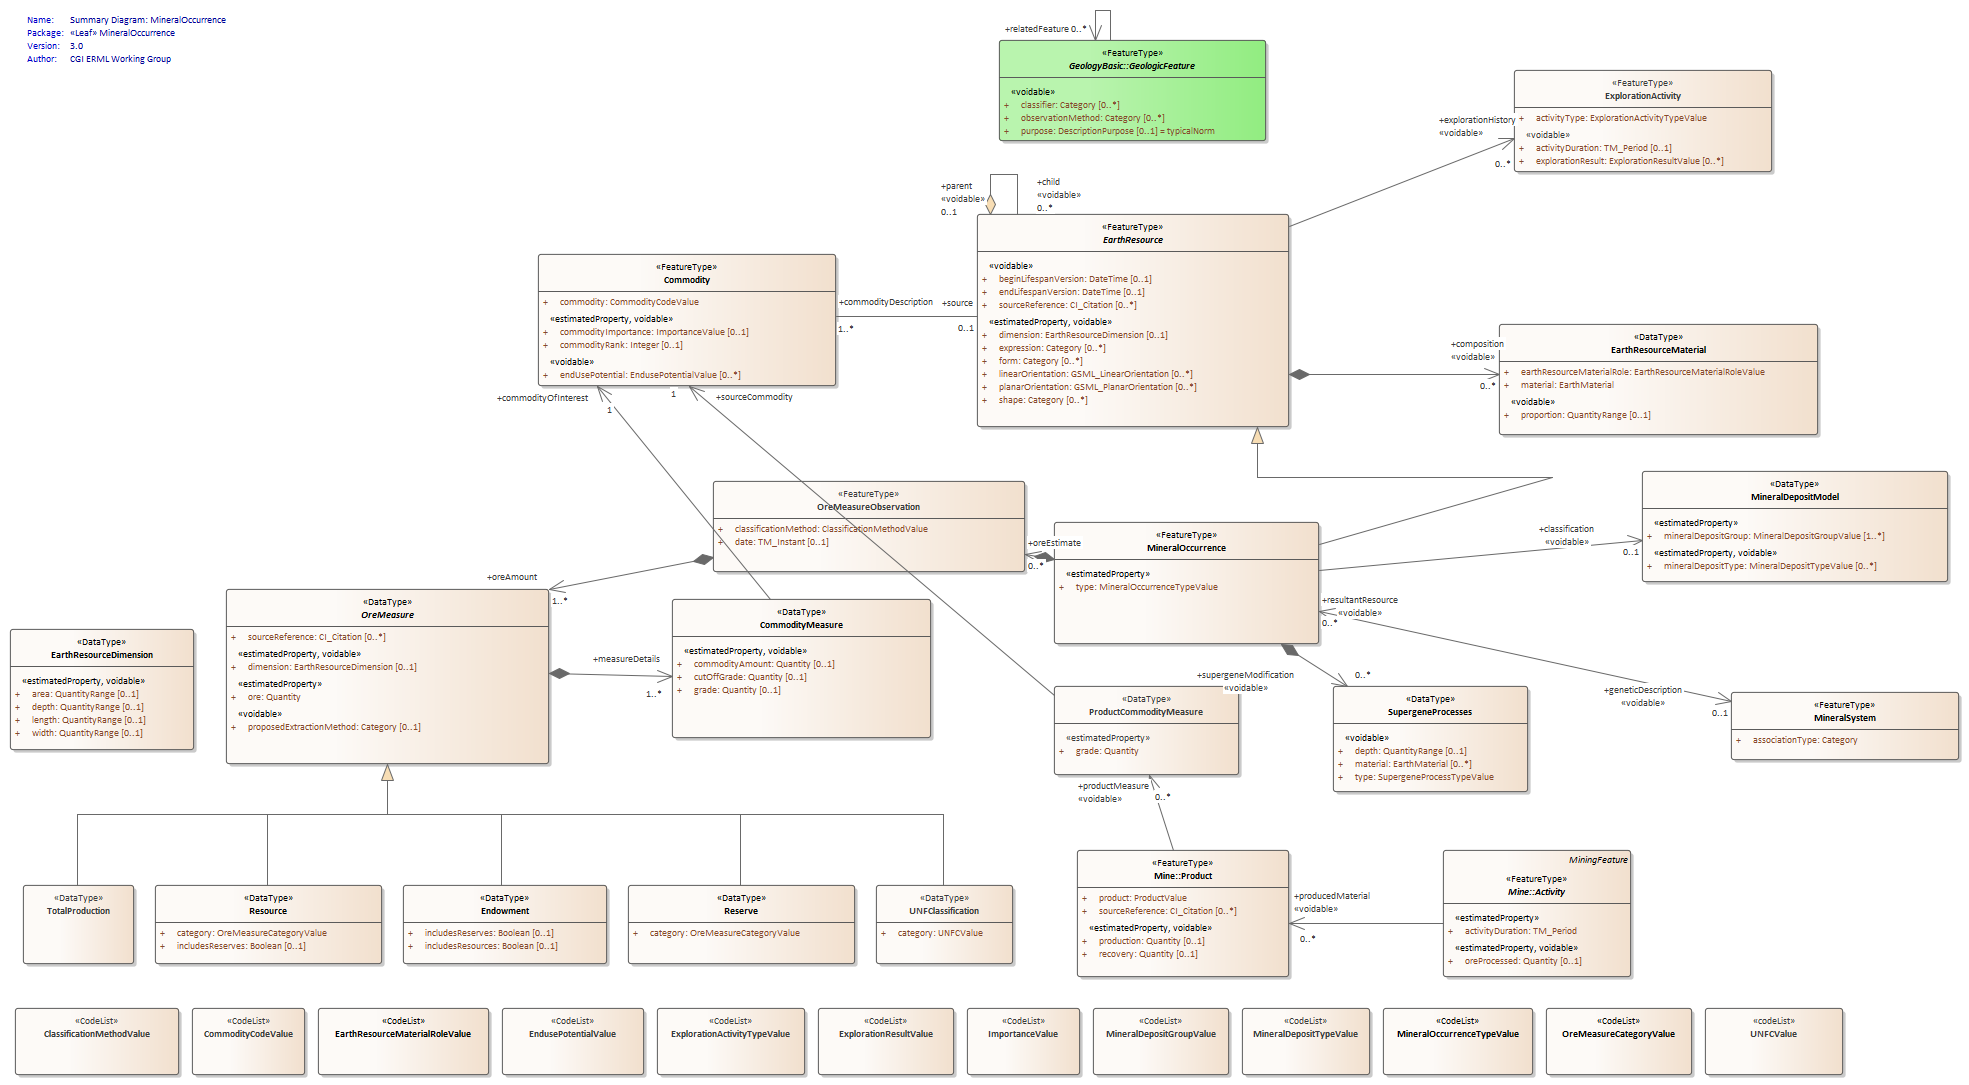 Name: Summary Diagram: MineralOccurrence
Package: «Leaf» MineralOccurrence
Version: 3.0
Author: CGI ERML Working Group
+relatedFeature 0..*
«FeatureType»
GeologyBasic::GeologicFeature
«voidable»
+ classifier: Category [0..*]
+ observationMethod: Category [0..*]
+ purpose: DescriptionPurpose [0..1] = typicalNorm
«FeatureType»
ExplorationActivity
+ activityType: ExplorationActivityTypeValue
«voidable»
+ activityDuration: TM_Period [0..1]
+ explorationResult: ExplorationResultValue [0..*]
+explorationHistory
«voidable»
0..*
+parent
«voidable»
0..1
+child
«voidable»
0..*
«FeatureType»
EarthResource
«voidable»
+ beginLifespanVersion: DateTime [0..1]
+ endLifespanVersion: DateTime [0..1]
+ sourceReference: CI_Citation [0..*]
«estimatedProperty, voidable»
+ dimension: EarthResourceDimension [0..1]
+ expression: Category [0..*]
+ form: Category [0..*]
+ linearOrientation: GSML_LinearOrientation [0..*]
+ planarOrientation: GSML_PlanarOrientation [0..*]
+ shape: Category [0..*]
«FeatureType»
Commodity
+ commodity: CommodityCodeValue
«estimatedProperty, voidable»
+ commodityImportance: ImportanceValue [0..1]
+ commodityRank: Integer [0..1]
«voidable»
+ endUsePotential: EndusePotentialValue [0..*]
+commodityDescription
1..*
+source
0..1
+composition
«voidable»
0..*
«DataType»
EarthResourceMaterial
+ earthResourceMaterialRole: EarthResourceMaterialRoleValue
+ material: EarthMaterial
«voidable»
+ proportion: QuantityRange [0..1]
+commodityOfInterest
1
1
+sourceCommodity
«FeatureType»
OreMeasureObservation
+ classificationMethod: ClassificationMethodValue
+ date: TM_Instant [0..1]
+oreEstimate
0..*
«FeatureType»
MineralOccurrence
«estimatedProperty»
+ type: MineralOccurrenceTypeValue
+classification
«voidable»
0..1
«DataType»
MineralDepositModel
«estimatedProperty»
+ mineralDepositGroup: MineralDepositGroupValue [1..*]
«estimatedProperty, voidable»
+ mineralDepositType: MineralDepositTypeValue [0..*]
+oreAmount
1..*
«DataType»
EarthResourceDimension
«estimatedProperty, voidable»
+ area: QuantityRange [0..1]
+ depth: QuantityRange [0..1]
+ length: QuantityRange [0..1]
+ width: QuantityRange [0..1]
«DataType»
OreMeasure
+ sourceReference: CI_Citation [0..*]
«estimatedProperty, voidable»
+ dimension: EarthResourceDimension [0..1]
«estimatedProperty»
+ ore: Quantity
«voidable»
+ proposedExtractionMethod: Category [0..1]
+measureDetails
1..*
«DataType»
CommodityMeasure
«estimatedProperty, voidable»
+ commodityAmount: Quantity [0..1]
+ cutOffGrade: Quantity [0..1]
+ grade: Quantity [0..1]
+resultantResource
«voidable»
0..*
+geneticDescription
«voidable»
0..1
«FeatureType»
MineralSystem
+ associationType: Category
+supergeneModification
«voidable»
0..*
«DataType»
ProductCommodityMeasure
«estimatedProperty»
+ grade: Quantity
«DataType»
SupergeneProcesses
«voidable»
+ depth: QuantityRange [0..1]
+ material: EarthMaterial [0..*]
+ type: SupergeneProcessTypeValue
+productMeasure
«voidable»
0..*
«FeatureType»
Mine::Product
+ product: ProductValue
+ sourceReference: CI_Citation [0..*]
«estimatedProperty, voidable»
+ production: Quantity [0..1]
+ recovery: Quantity [0..1]
+producedMaterial
«voidable»
0..*
MiningFeature
«FeatureType»
Mine::Activity
«estimatedProperty»
+ activityDuration: TM_Period
«estimatedProperty, voidable»
+ oreProcessed: Quantity [0..1]
«DataType»
TotalProduction
«DataType»
Resource
+ category: OreMeasureCategoryValue
+ includesReserves: Boolean [0..1]
«DataType»
Endowment
+ includesReserves: Boolean [0..1]
+ includesResources: Boolean [0..1]
«DataType»
Reserve
+ category: OreMeasureCategoryValue
«DataType»
UNFClassification
+ category: UNFCValue
«CodeList»
ClassificationMethodValue
«CodeList»
CommodityCodeValue
«CodeList»
EarthResourceMaterialRoleValue
«CodeList»
EndusePotentialValue
«CodeList»
ExplorationActivityTypeValue
«CodeList»
ExplorationResultValue
«CodeList»
ImportanceValue
«CodeList»
MineralDepositGroupValue
«CodeList»
MineralDepositTypeValue
«CodeList»
MineralOccurrenceTypeValue
«CodeList»
OreMeasureCategoryValue
«codeList»
UNFCValue